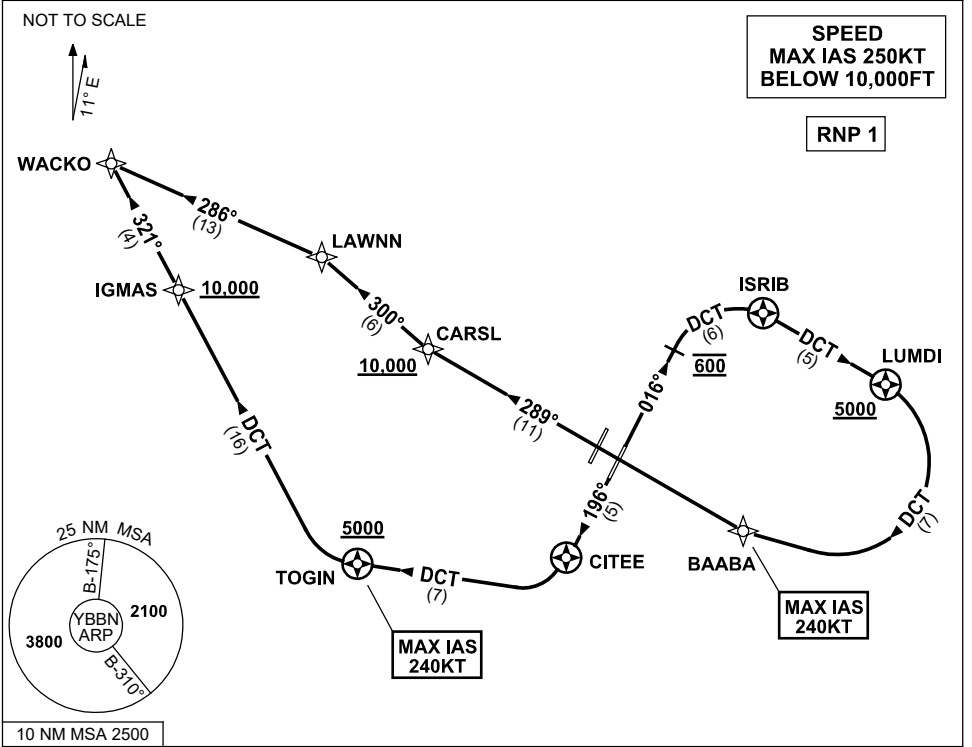 NOT TO SCALE
11° E
SPEED
MAX IAS 250KT
BELOW 10,000FT
RNP 1
WACKO
286°
(13)
LAWNN
321°
(4)
IGMAS
10,000
300°
(6)
CARSL
10,000
ISRIB
DCT
(6)
600
DCT
(5)
LUMDI
5000
016°
289°
(11)
DCT
(16)
196°
(5)
DCT
(7)
5000
TOGIN
DCT
(7)
CITEE
BAABA
MAX IAS
240KT
MAX IAS
240KT
25 NM MSA
B-175°
2100
YBBN
ARP
3800
B-310°
10 NM MSA 2500